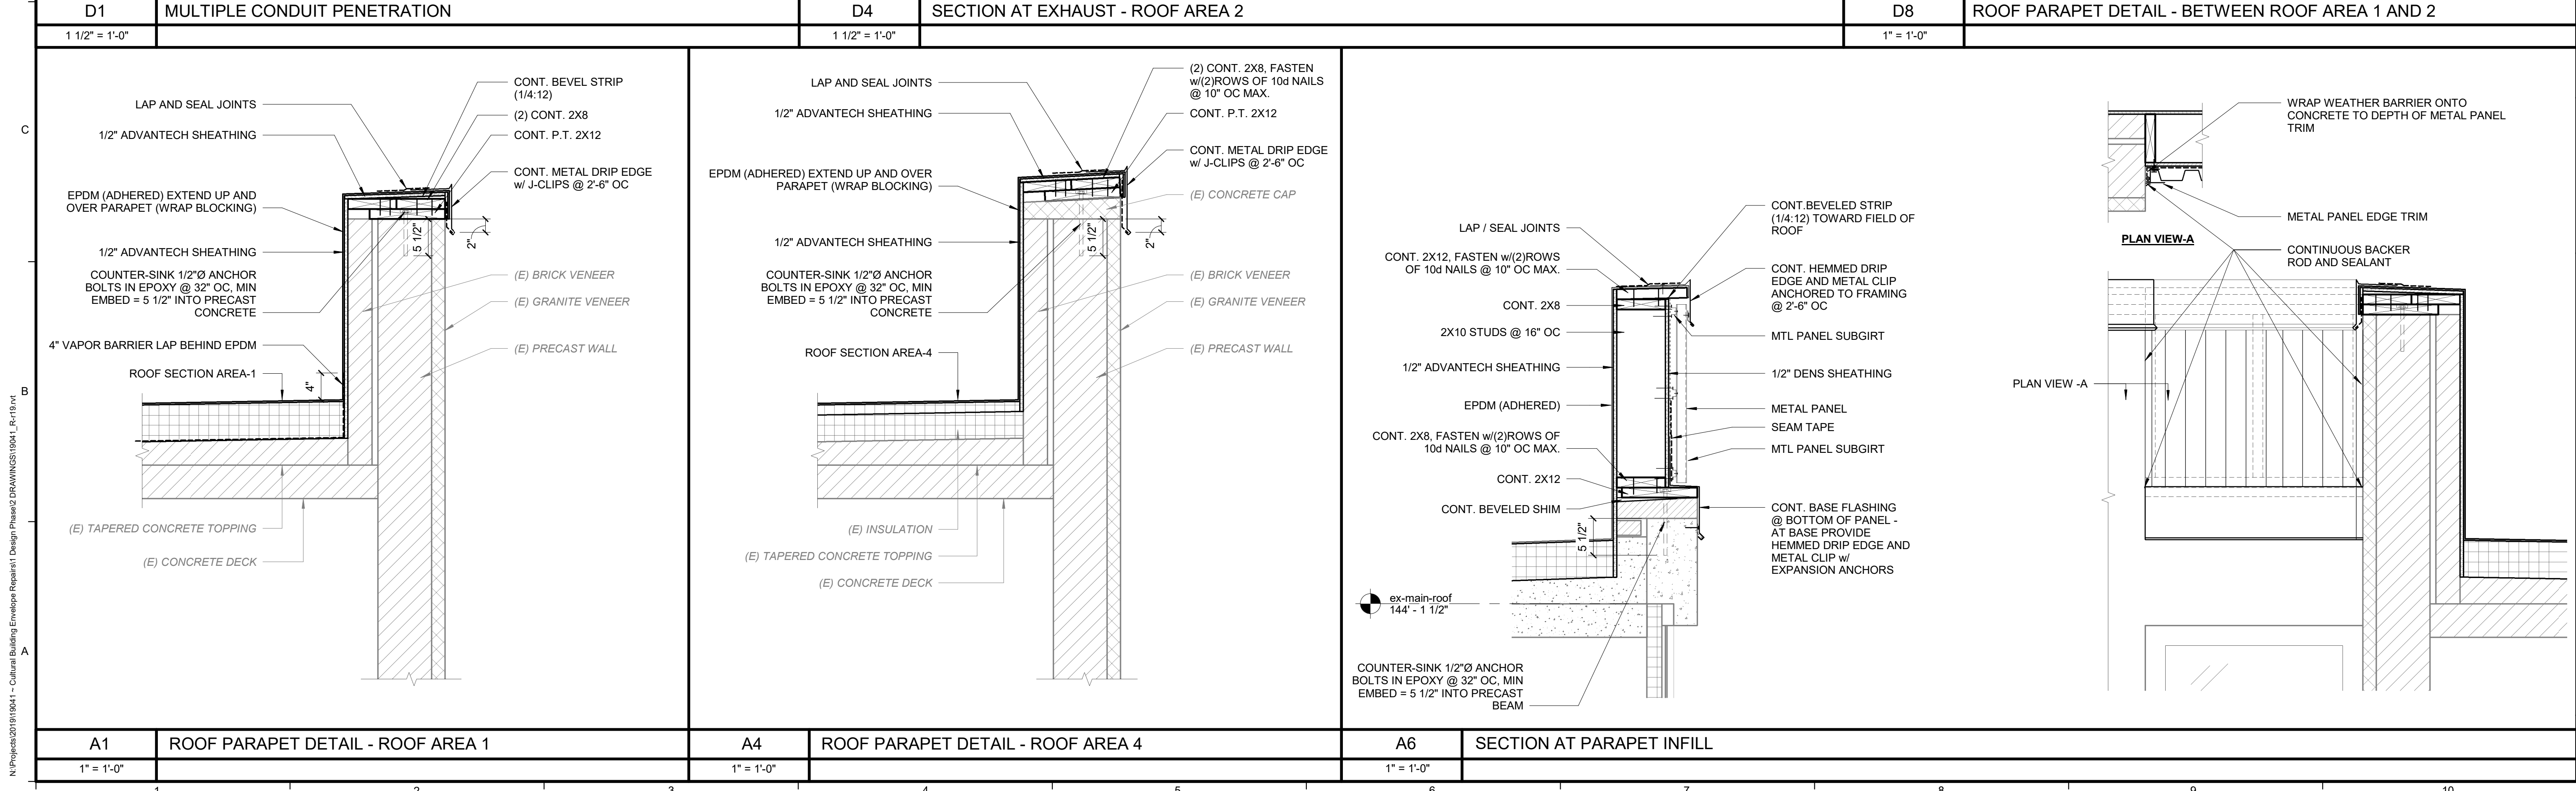 D1
MULTIPLE CONDUIT PENETRATION
1 1/2" = 1'-0"
D4
SECTION AT EXHAUST - ROOF AREA 2
1 1/2" = 1'-0"
D8
ROOF PARAPET DETAIL - BETWEEN ROOF AREA 1 AND 2
1" = 1'-0"
C
B
A
N:\Projects\2019\19041 ~ Cultural Building Envelope Repairs\1 Design Phase\2 DRAWINGS\19041_R-r19.rvt
LAP AND SEAL JOINTS
1/2" ADVANTECH SHEATHING
EPDM (ADHERED) EXTEND UP AND
OVER PARAPET (WRAP BLOCKING)
1/2" ADVANTECH SHEATHING
COUNTER-SINK 1/2"Ø ANCHOR
BOLTS IN EPOXY @ 32" OC, MIN
EMBED = 5 1/2" INTO PRECAST
CONCRETE
4" VAPOR BARRIER LAP BEHIND EPDM
ROOF SECTION AREA-1
4"
(E) TAPERED CONCRETE TOPPING
(E) CONCRETE DECK
CONT. BEVEL STRIP
(1/4:12)
(2) CONT. 2X8
CONT. P.T. 2X12
CONT. METAL DRIP EDGE
w/ J-CLIPS @ 2'-6" OC
5 1/2"
2"
(E) BRICK VENEER
(E) GRANITE VENEER
(E) PRECAST WALL
A1
ROOF PARAPET DETAIL - ROOF AREA 1
1" = 1'-0"
LAP AND SEAL JOINTS
1/2" ADVANTECH SHEATHING
EPDM (ADHERED) EXTEND UP AND OVER
PARAPET (WRAP BLOCKING)
1/2" ADVANTECH SHEATHING
COUNTER-SINK 1/2"Ø ANCHOR
BOLTS IN EPOXY @ 32" OC, MIN
EMBED = 5 1/2" INTO PRECAST
CONCRETE
ROOF SECTION AREA-4
(E) INSULATION
(E) TAPERED CONCRETE TOPPING
(E) CONCRETE DECK
(2) CONT. 2X8, FASTEN
w/(2)ROWS OF 10d NAILS
@ 10" OC MAX.
CONT. P.T. 2X12
CONT. METAL DRIP EDGE
w/ J-CLIPS @ 2'-6" OC
(E) CONCRETE CAP
5 1/2"
2"
(E) BRICK VENEER
(E) GRANITE VENEER
(E) PRECAST WALL
A4
ROOF PARAPET DETAIL - ROOF AREA 4
1" = 1'-0"
LAP / SEAL JOINTS
CONT. 2X12, FASTEN w/(2)ROWS
OF 10d NAILS @ 10" OC MAX.
CONT. 2X8
2X10 STUDS @ 16" OC
1/2" ADVANTECH SHEATHING
EPDM (ADHERED)
CONT. 2X8, FASTEN w/(2)ROWS OF
10d NAILS @ 10" OC MAX.
CONT. 2X12
CONT. BEVELED SHIM
5 1/2"
ex-main-roof
144' - 1 1/2"
COUNTER-SINK 1/2"Ø ANCHOR
BOLTS IN EPOXY @ 32" OC, MIN
EMBED = 5 1/2" INTO PRECAST
BEAM
CONT.BEVELED STRIP
(1/4:12) TOWARD FIELD OF
ROOF
CONT. HEMMED DRIP
EDGE AND METAL CLIP
ANCHORED TO FRAMING
@ 2'-6" OC
MTL PANEL SUBGIRT
1/2" DENS SHEATHING
METAL PANEL
SEAM TAPE
MTL PANEL SUBGIRT
CONT. BASE FLASHING
@ BOTTOM OF PANEL -
AT BASE PROVIDE
HEMMED DRIP EDGE AND
METAL CLIP w/
EXPANSION ANCHORS
WRAP WEATHER BARRIER ONTO
CONCRETE TO DEPTH OF METAL PANEL
TRIM
METAL PANEL EDGE TRIM
PLAN VIEW-A
CONTINUOUS BACKER
ROD AND SEALANT
PLAN VIEW -A
A6
SECTION AT PARAPET INFILL
1" = 1'-0"
1
2
3
4
5
6
7
8
9
10